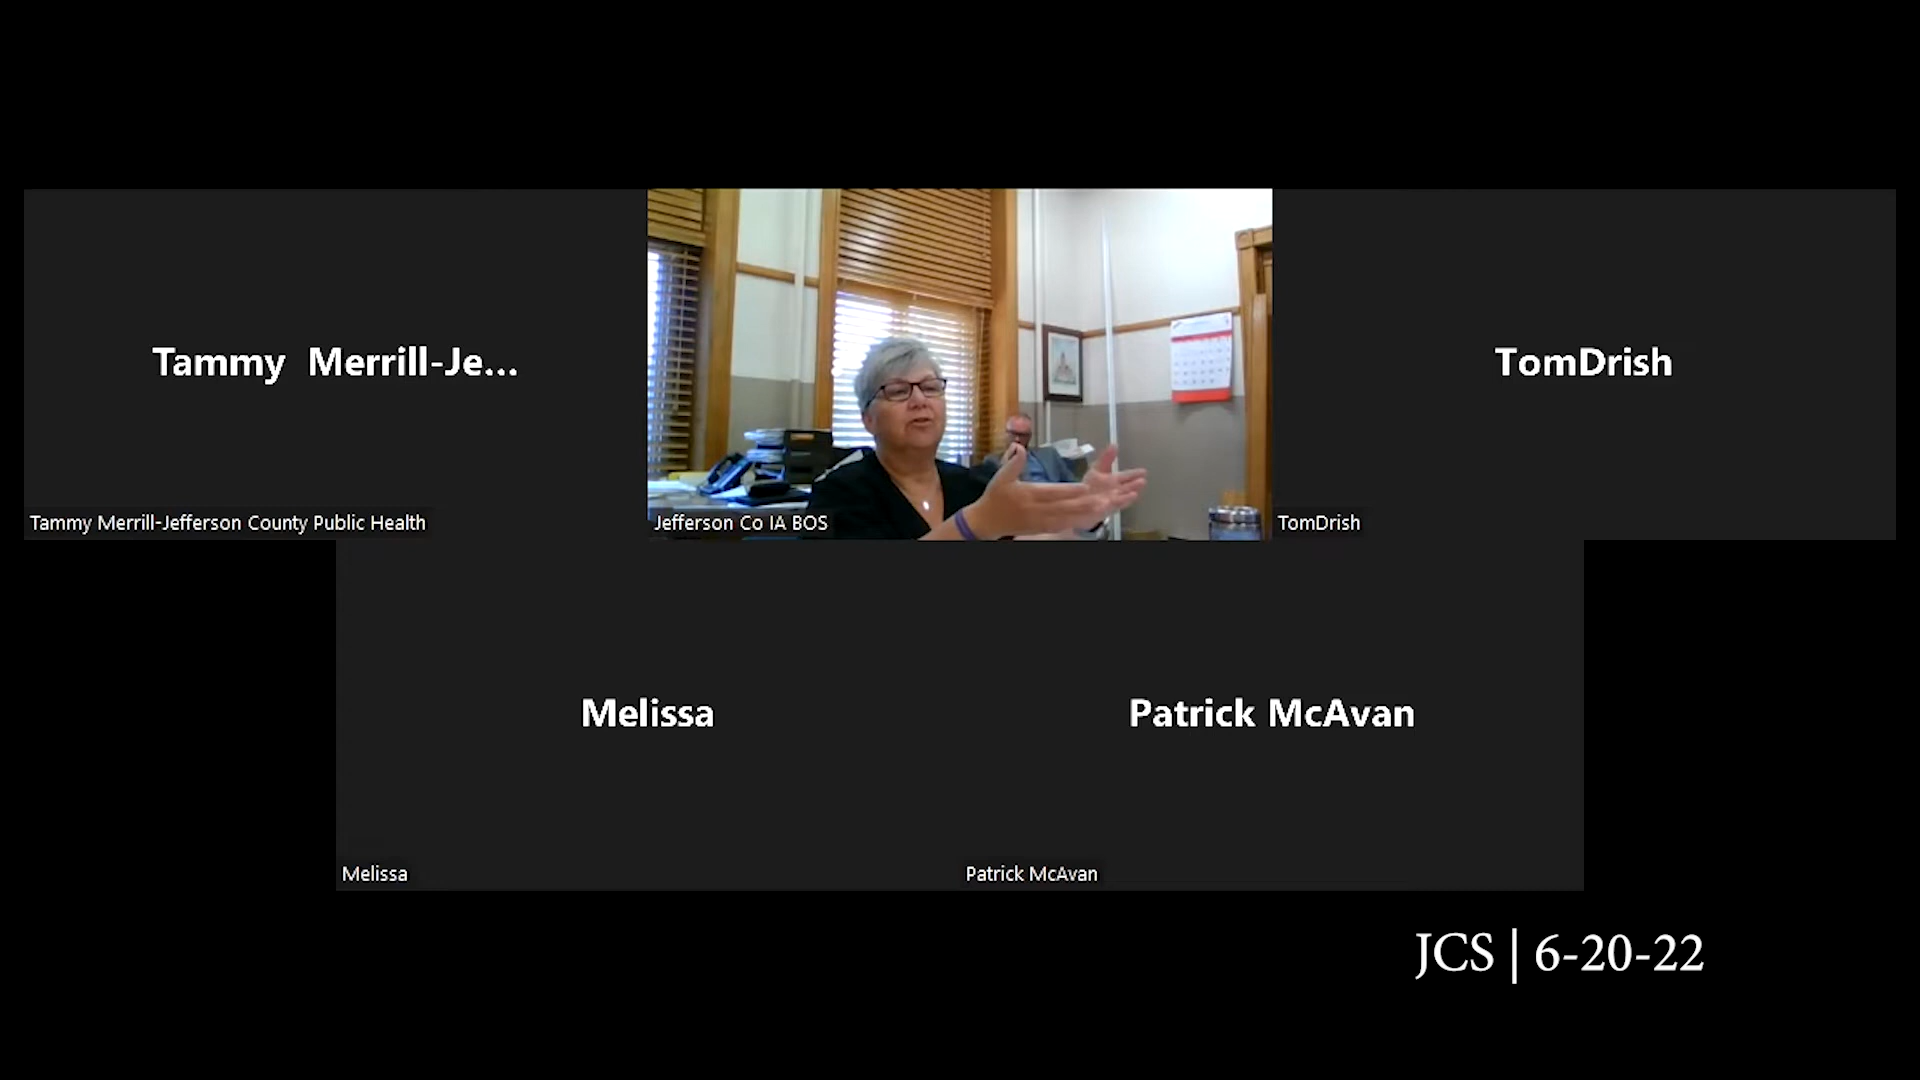 Tammy  Merrill-Je...
TomDrish
Tammy Merrill-Jefferson County Public Health
Jefferson Co IA BOS
TomDrish
Melissa
Patrick McAvan
Melissa
Patrick McAvan
JCS | 6-20-22